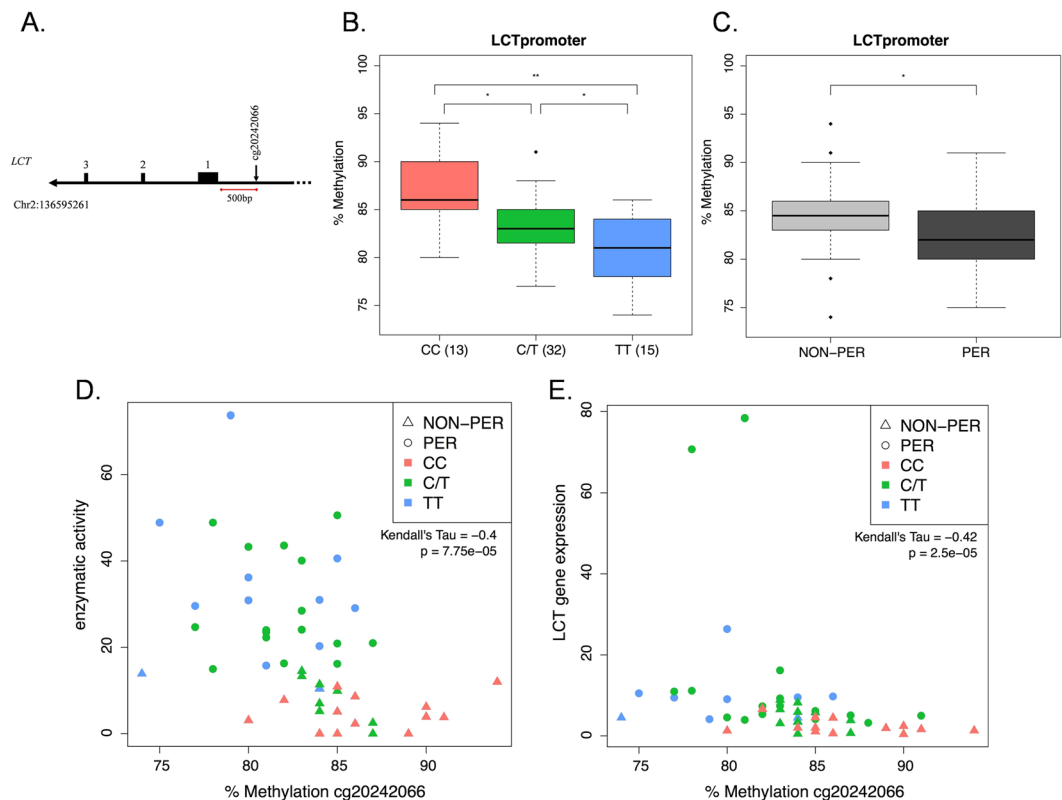 A.
LCT
3
2
1
cg20242066
500bp
Chr2:136595261
B.
LCTpromoter
% Methylation
100
95
90
85
80
75
**
*
*
CC (13)
C/T (32)
TT (15)
C.
LCTpromoter
% Methylation
100
95
90
85
80
75
*
NON−PER
PER
D.
enzymatic activity
60
40
20
0
75
80
85
90
% Methylation cg20242066
NON−PER
PER
CC
C/T
TT
Kendall's Tau = −0.4
p = 7.75e−05
E.
LCT gene expression
80
60
40
20
0
75
80
85
90
% Methylation cg20242066
NON−PER
PER
CC
C/T
TT
Kendall's Tau = −0.42
p = 2.5e−05